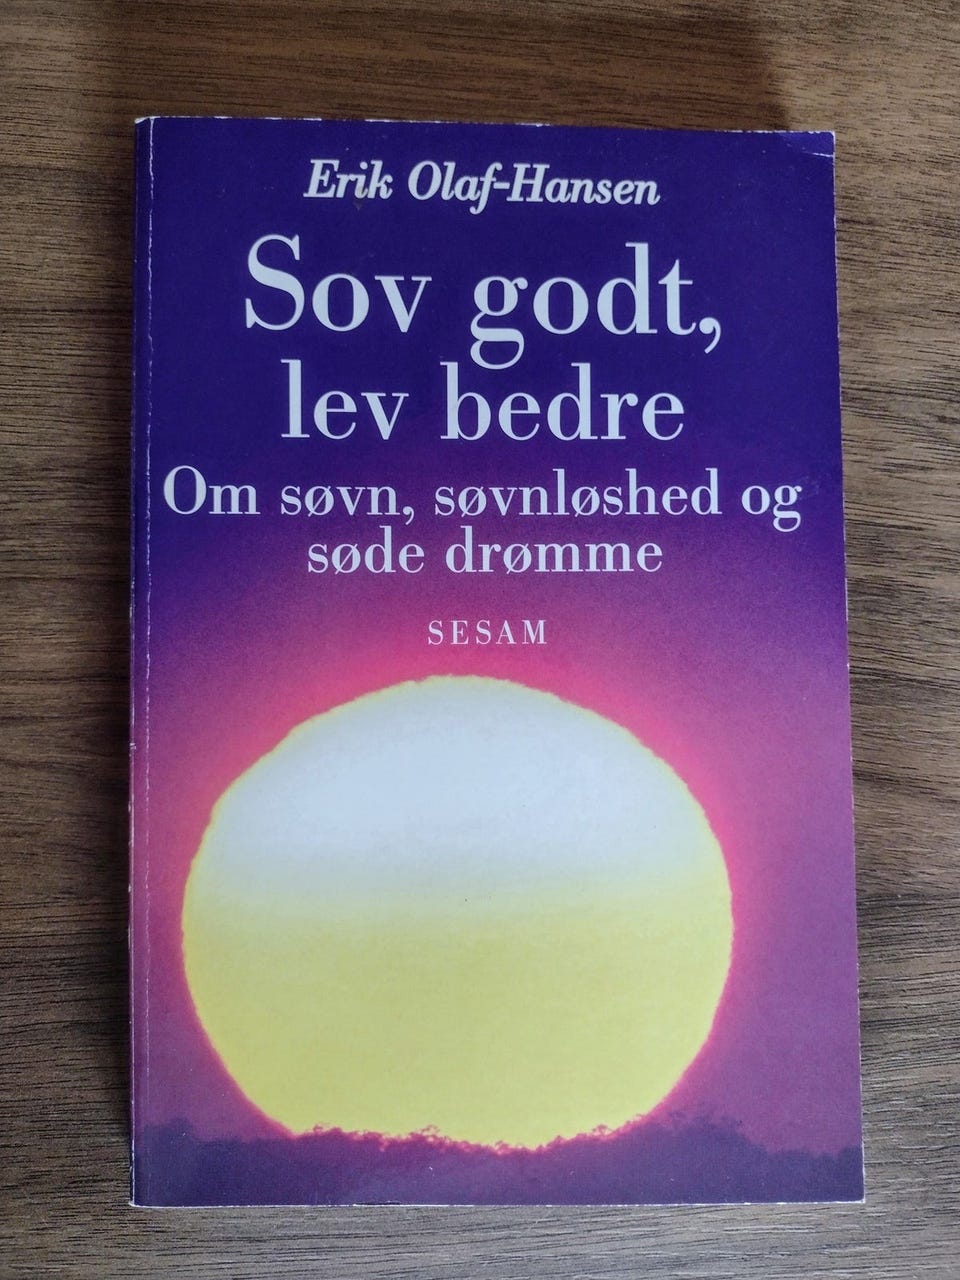 Erik Olaf-Hansen
Sov godt,
lev bedre
Om søvn, søvnløshed og
søde drømme
SESAM